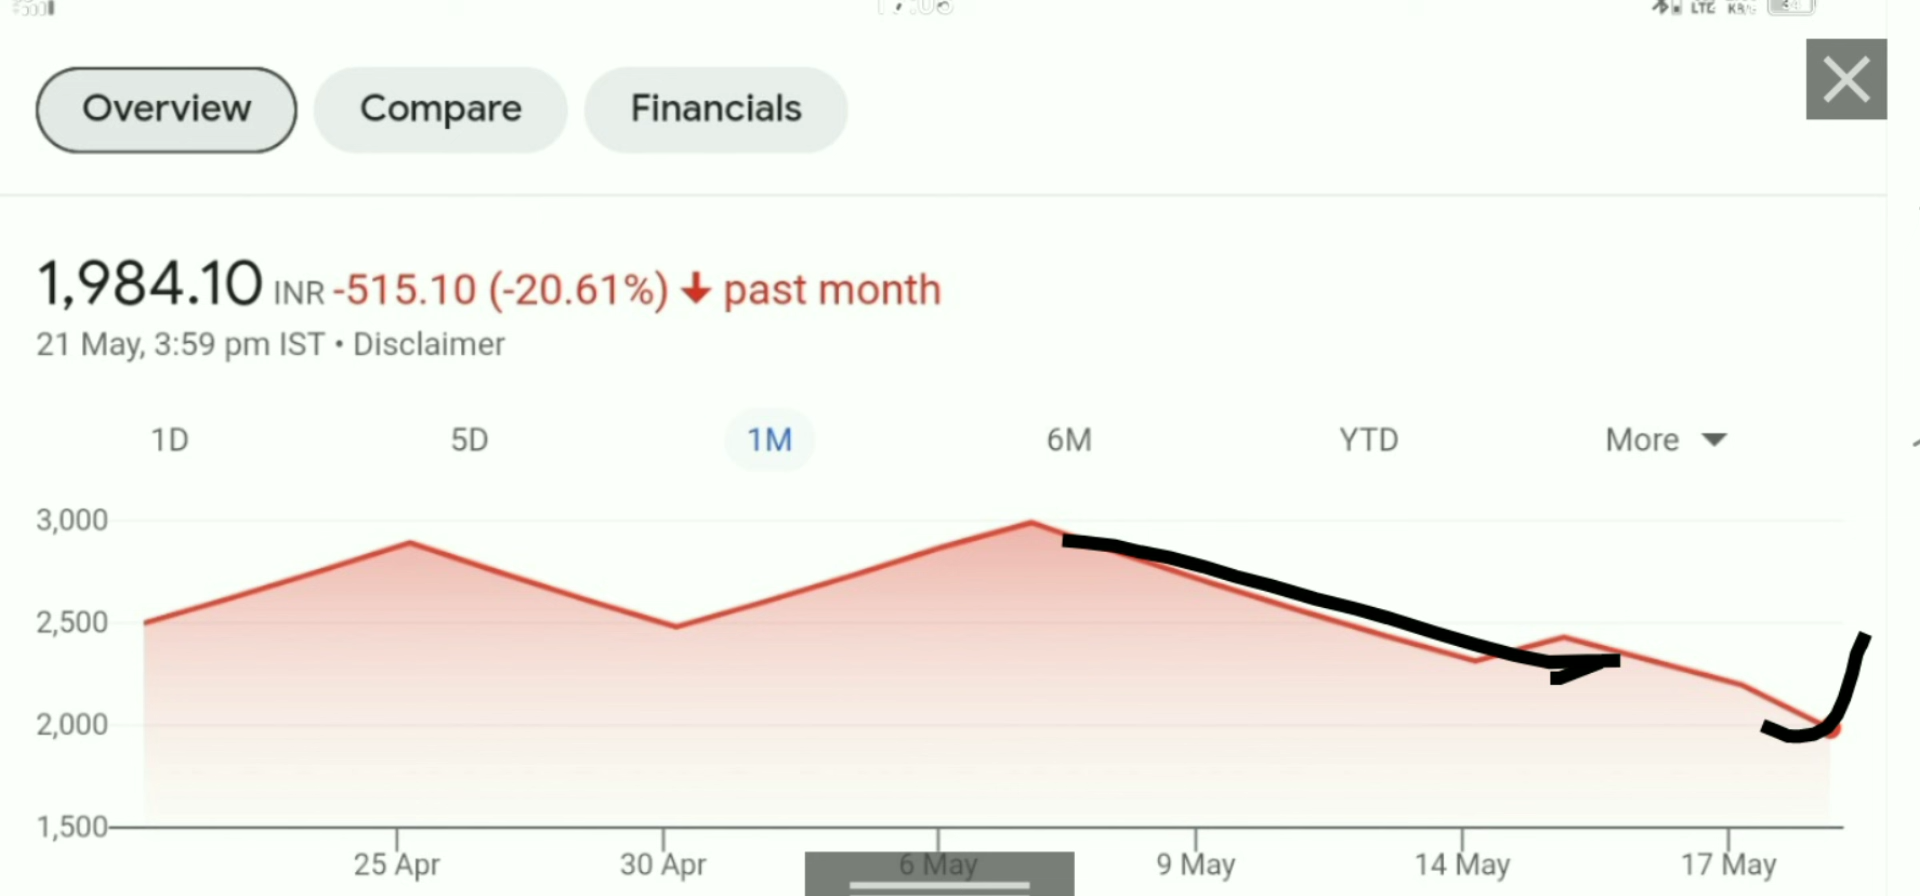 Overview Compare Financials
1,984.10 INR -515.10 (-20.61%) ↓ past month
21 May, 3:59 pm IST • Disclaimer
1D 5D 1M 6M YTD More
3,000
2,500
2,000
1,500
25 Apr 30 Apr 6 May 9 May 14 May 17 May